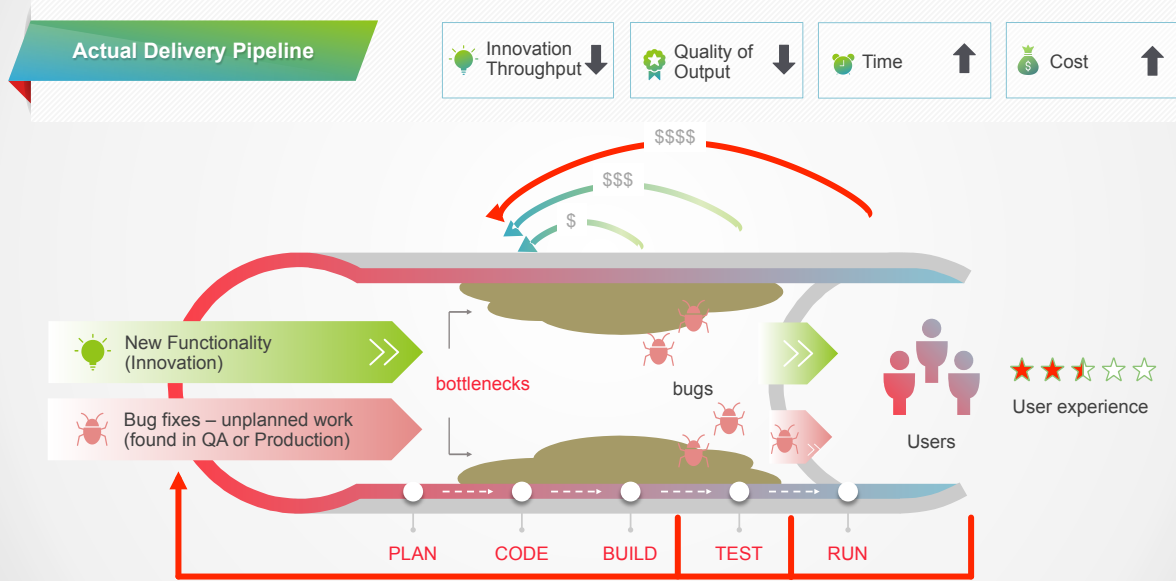 Actual Delivery Pipeline
Innovation
Throughput
Quality of
Output
Time
Cost
$
$$$$
$$$
$
New Functionality
(Innovation)
bottlenecks
bugs
Bug fixes – unplanned work
(found in QA or Production)
Users
User experience
PLAN
CODE
BUILD
TEST
RUN